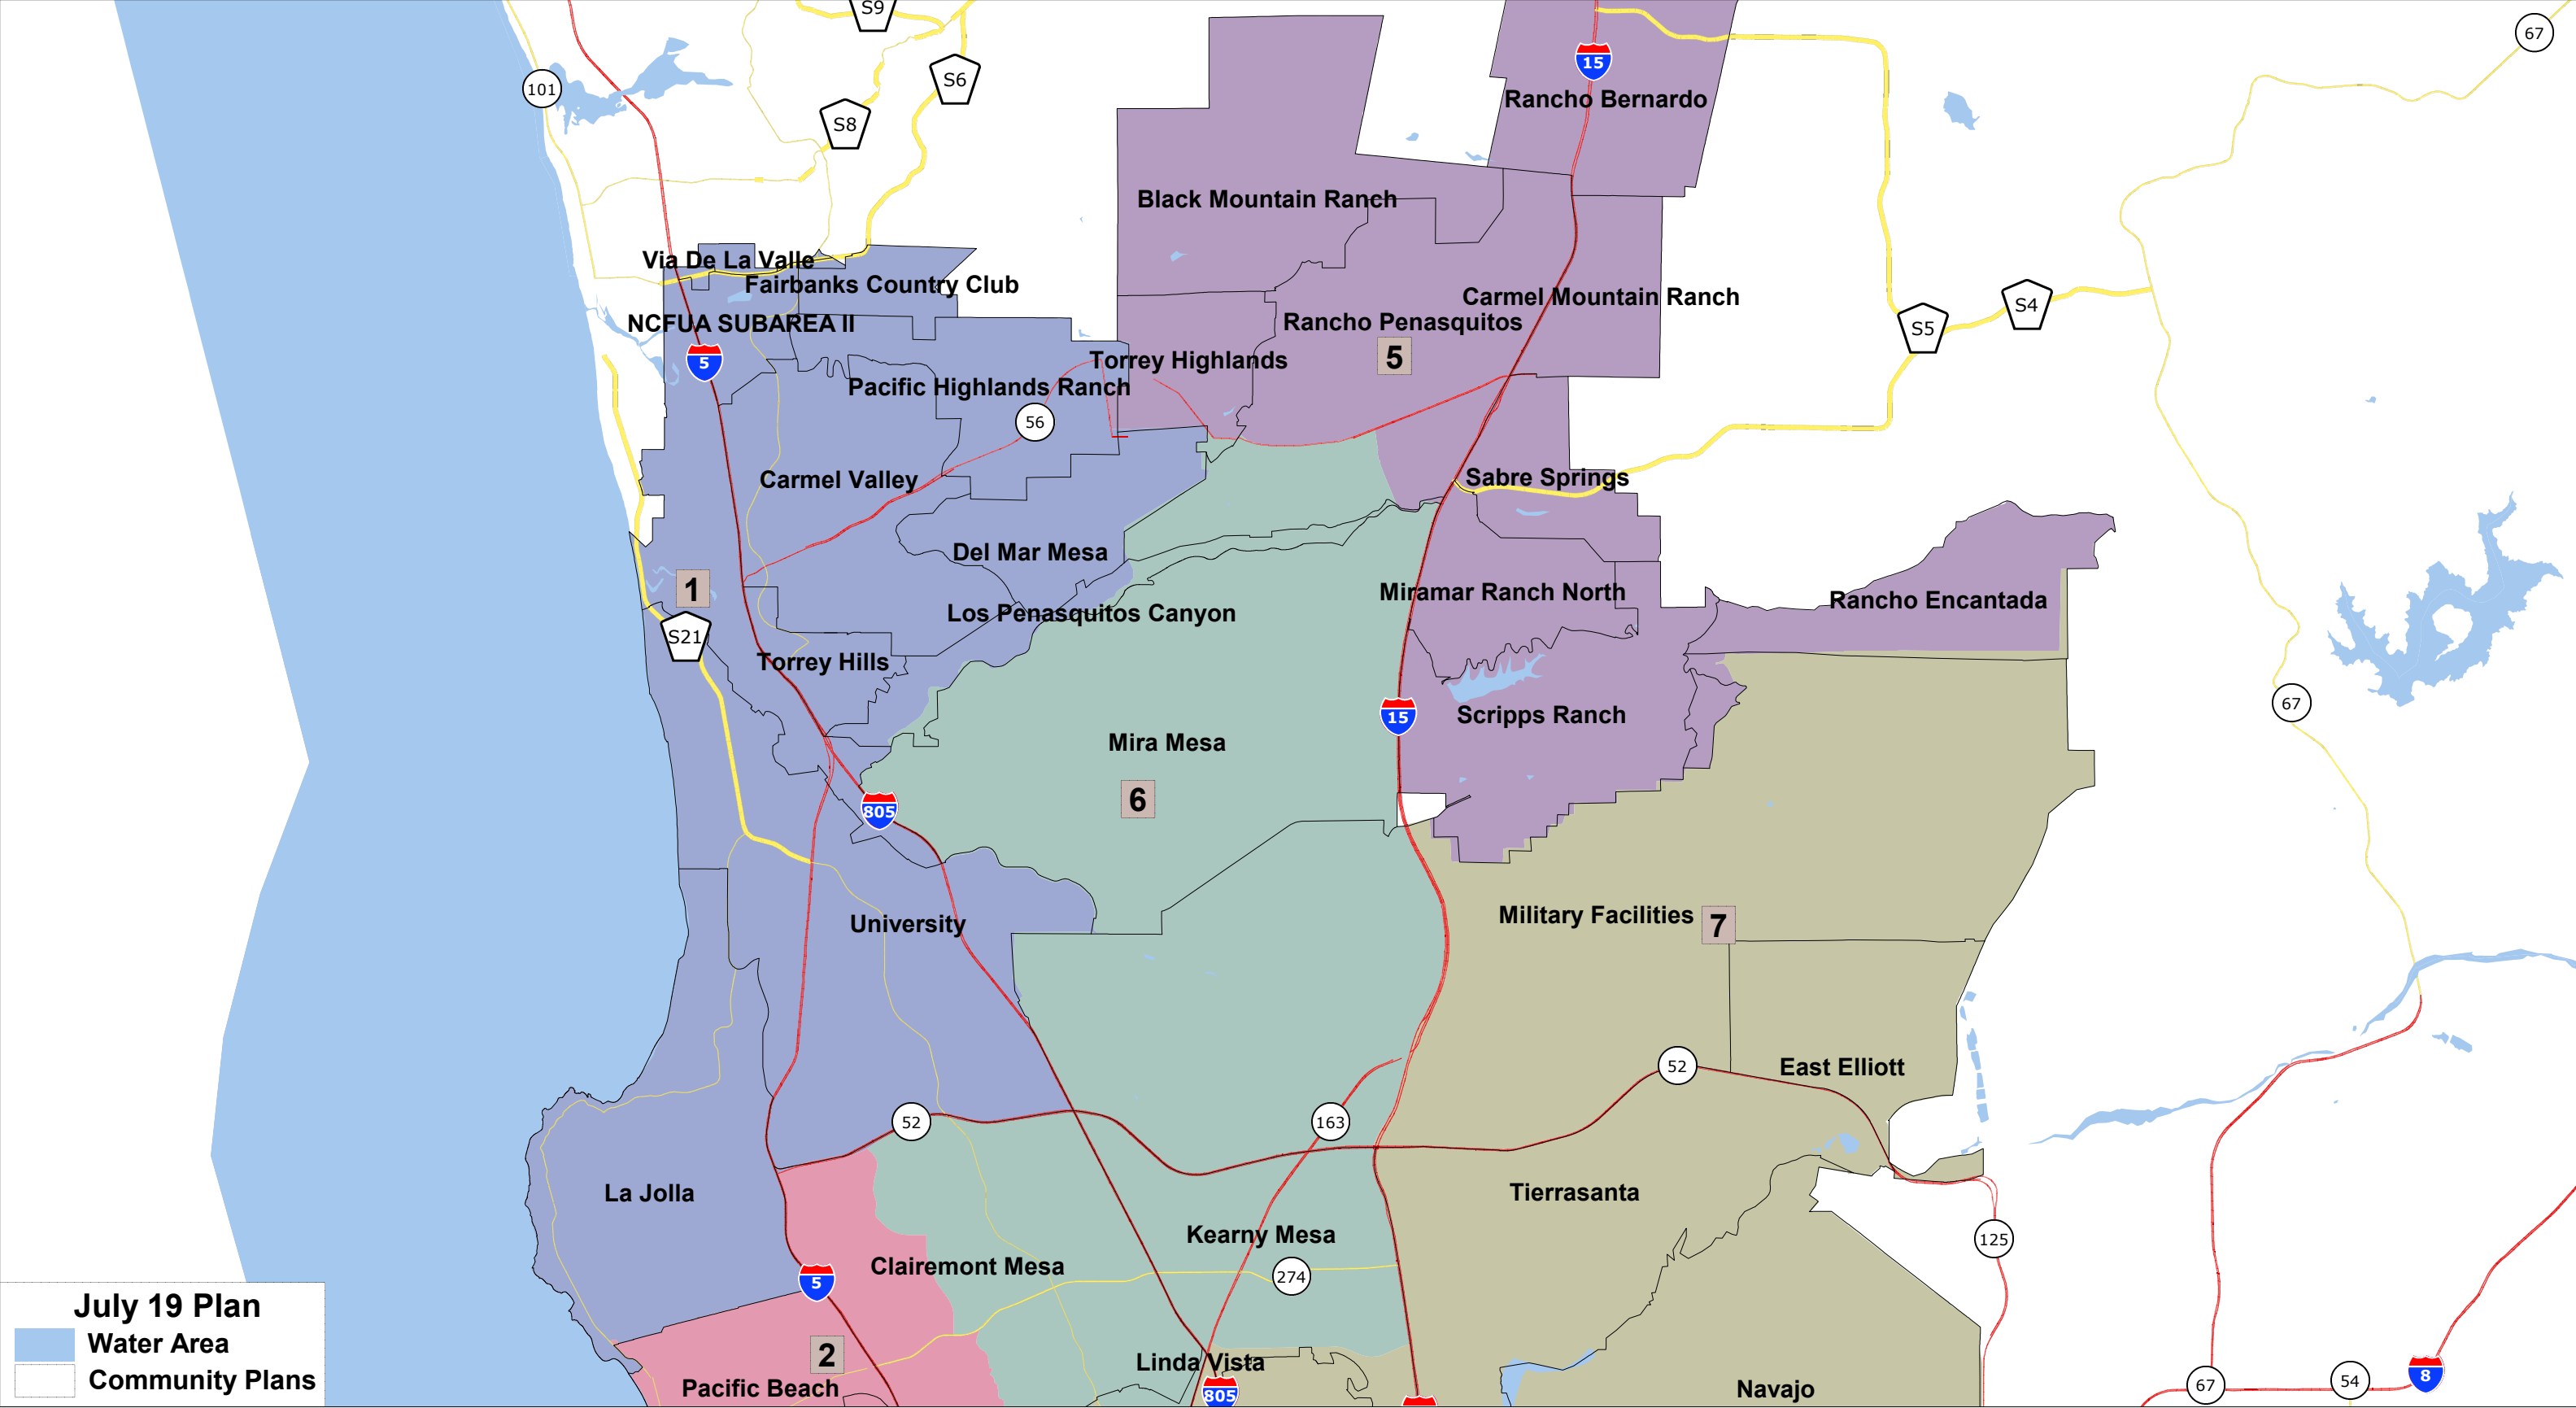 S9
67
15
S6
101
Rancho Bernardo
S8
Black Mountain Ranch
Via De La Valle
Fairbanks Country Club
Carmel Mountain Ranch
S4
NCFUA SUBAREA II
Rancho Penasquitos
S5
5
Torrey Highlands
5
Pacific Highlands Ranch
56
Carmel Valley
Sabre Springs
Del Mar Mesa
1
Miramar Ranch North
Rancho Encantada
Los Penasquitos Canyon
S21
Torrey Hills
67
15
Scripps Ranch
Mira Mesa
6
805
University
Military Facilities
7
52
East Elliott
52
163
La Jolla
Tierrasanta
Kearny Mesa
125
Clairemont Mesa
274
5
July 19 Plan
Water Area
Community Plans
2
Linda Vista
Pacific Beach
805
Navajo
67
54
8